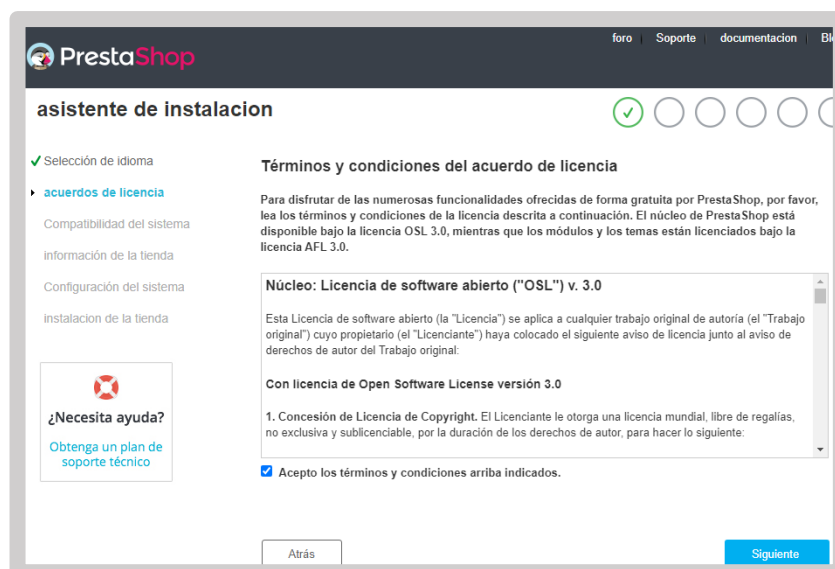 foro Soporte documentacion Bl
PrestaShop
asistente de instalacion
Selección de idioma
acuerdos de licencia
Compatibilidad del sistema
información de la tienda
Configuración del sistema
instalacion de la tienda
¿Necesita ayuda?
Obtenga un plan de
soporte técnico
Términos y condiciones del acuerdo de licencia
Para disfrutar de las numerosas funcionalidades ofrecidas de forma gratuita por PrestaShop, por favor,
lea los términos y condiciones de la licencia descrita a continuación. El núcleo de PrestaShop está
disponible bajo la licencia OSL 3.0, mientras que los módulos y los temas están licenciados bajo la
licencia AFL 3.0.
Núcleo: Licencia de software abierto ("OSL") v. 3.0
Esta Licencia de software abierto (la "Licencia") se aplica a cualquier trabajo original de autoría (el "Trabajo
original") cuyo propietario (el "Licenciante") haya colocado el siguiente aviso de licencia junto al aviso de
derechos de autor del Trabajo original:
Con licencia de Open Software License versión 3.0
1. Concesión de Licencia de Copyright. El Licenciante le otorga una licencia mundial, libre de regalías,
no exclusiva y sublicenciable, por la duración de los derechos de autor, para hacer lo siguiente:
Acepto los términos y condiciones arriba indicados.
Atrás
Siguiente